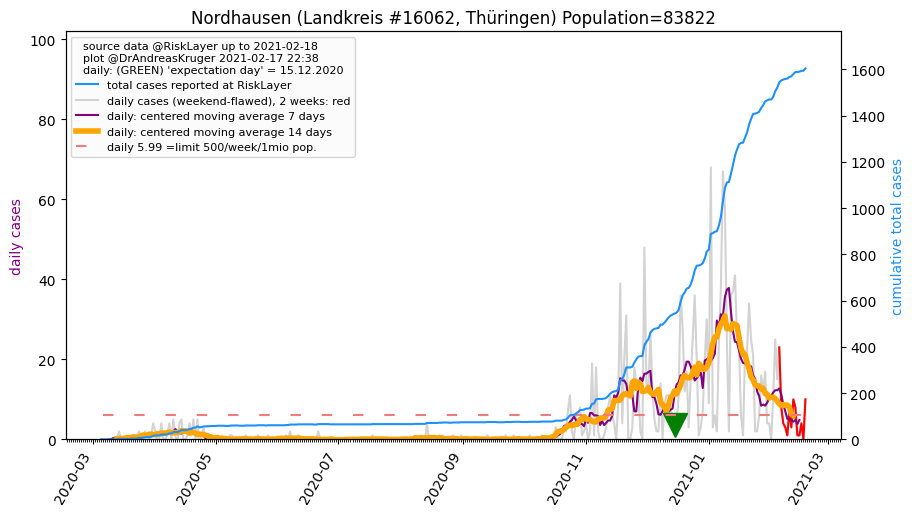 Nordhausen (Landkreis #16062, Thüringen) Population=83822
source data @RiskLayer up to 2021-02-18
plot @DrAndreasKruger 2021-02-17 22:38
daily: (GREEN) 'expectation day' = 15.12.2020
total cases reported at RiskLayer
daily cases (weekend-flawed), 2 weeks: red
daily: centered moving average 7 days
daily: centered moving average 14 days
daily 5.99 =limit 500/week/1mio pop.
daily cases
100
80
60
40
20
0
cumulative total cases
1600
1400
1200
1000
800
600
400
200
0
2020-03
2020-05
2020-07
2020-09
2020-11
2021-01
2021-03